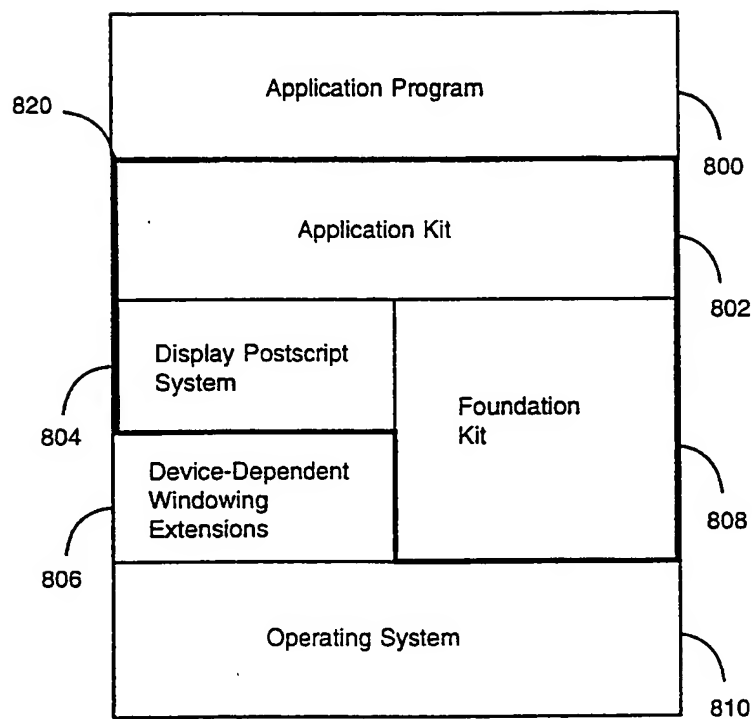 Application Program
820
800
Application Kit
802
Display Postscript
System
Foundation
Kit
804
Device-Dependent
Windowing
Extensions
808
806
Operating System
810